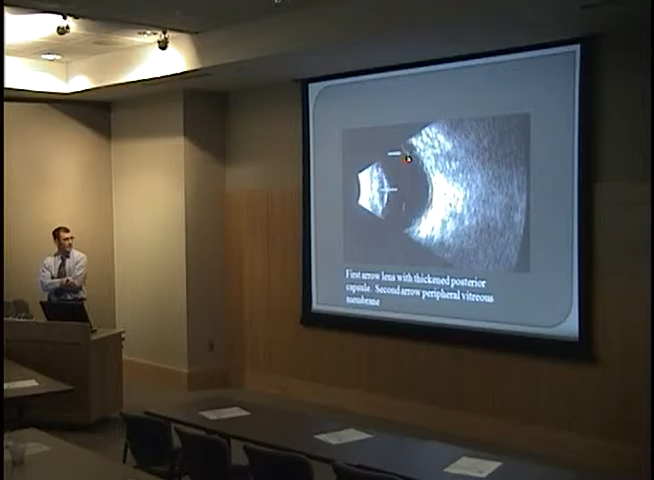 First arrow lens with thickened posterior
capsule. Second arrow peripheral vitreous
membrane